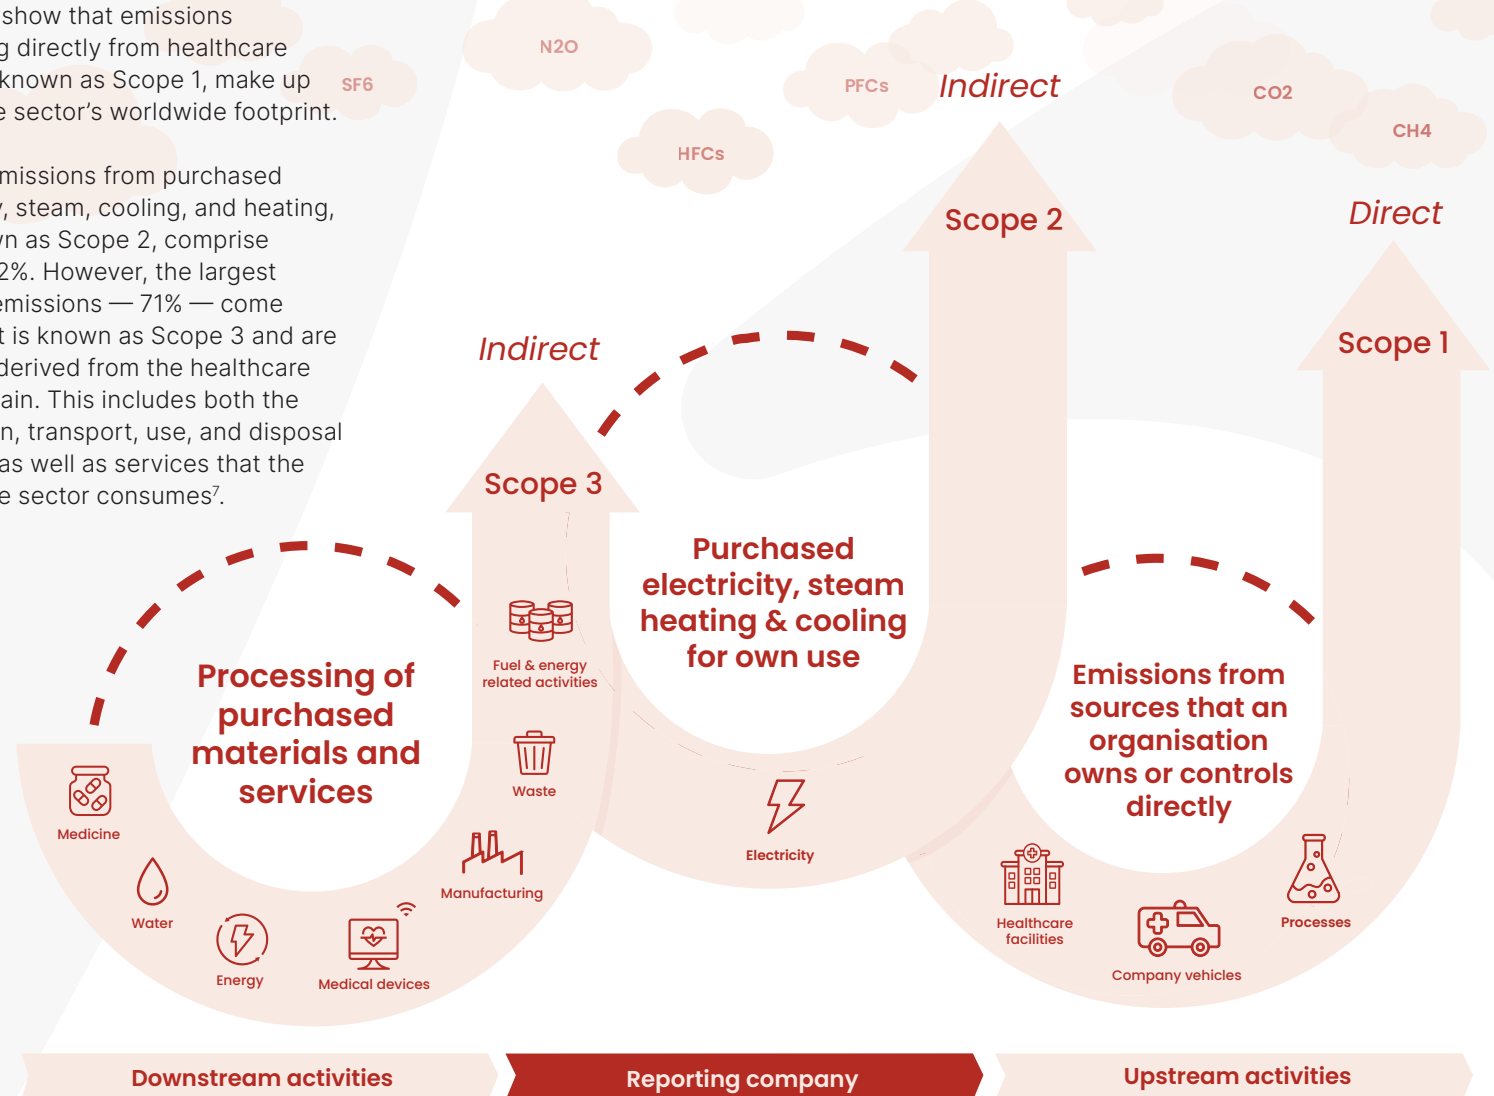 show that emissions
g directly from healthcare
known as Scope 1, make up
e sector’s worldwide footprint.
missions from purchased
y, steam, cooling, and heating,
wn as Scope 2, comprise
2%. However, the largest
emissions — 71% — come
t is known as Scope 3 and are
derived from the healthcare
ain. This includes both the
n, transport, use, and disposal
as well as services that the
e sector consumes⁷.
SF6
N2O
HFCs
PFCs
CO2
CH4
Indirect
Scope 3
Indirect
Scope 2
Direct
Scope 1
Processing of
purchased
materials and
services
Purchased
electricity, steam
heating & cooling
for own use
Emissions from
sources that an
organisation
owns or controls
directly
Medicine
Water
Energy
Medical devices
Manufacturing
Waste
Fuel & energy
related activities
Electricity
Healthcare
facilities
Company vehicles
Processes
Downstream activities
Reporting company
Upstream activities